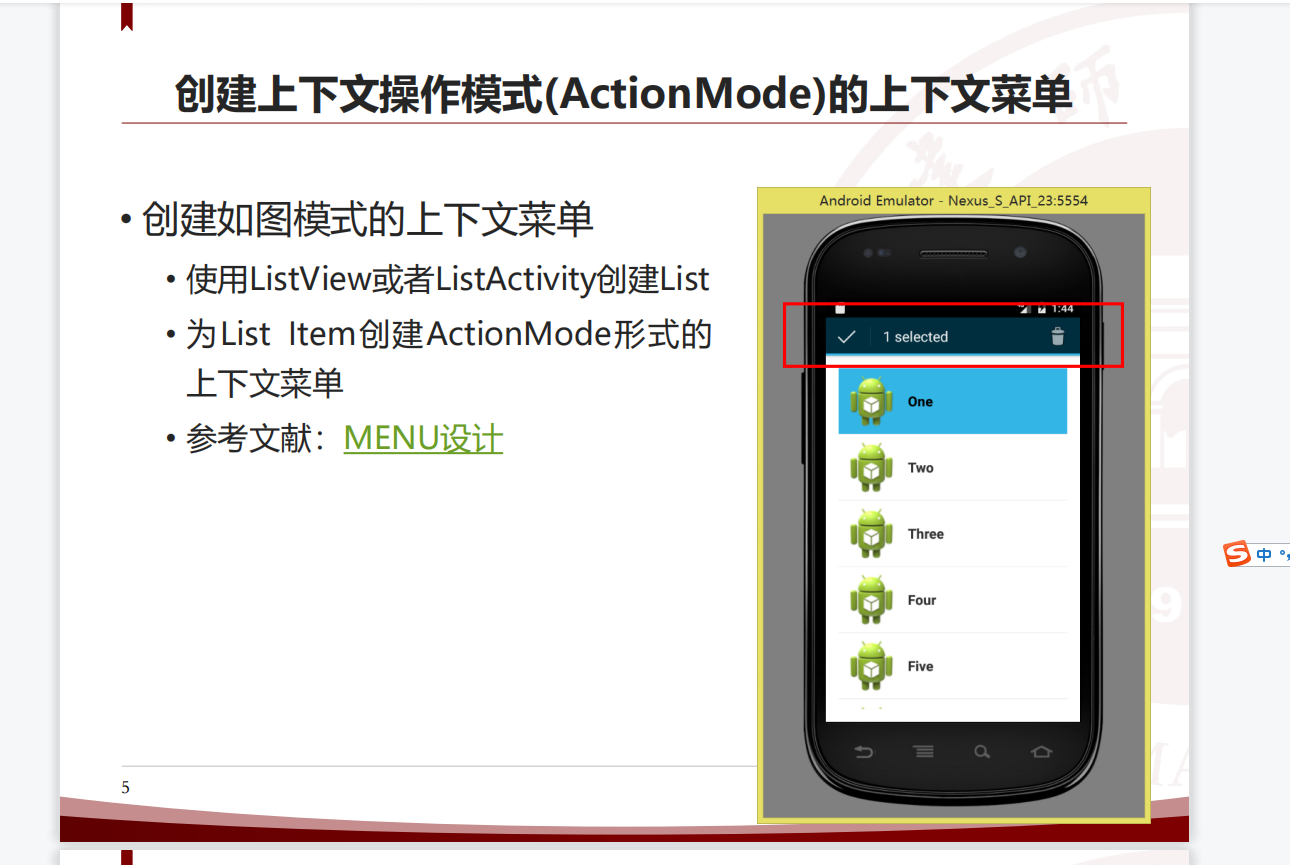 创建上下文操作模式(ActionMode)的上下文菜单
• 创建如图模式的上下文菜单
• 使用ListView或者ListActivity创建List
• 为List Item创建ActionMode形式的
上下文菜单
• 参考文献：MENU设计
Android Emulator - Nexus_S_API_23:5554
1:44
1 selected
One
Two
Three
Four
Five
5
中